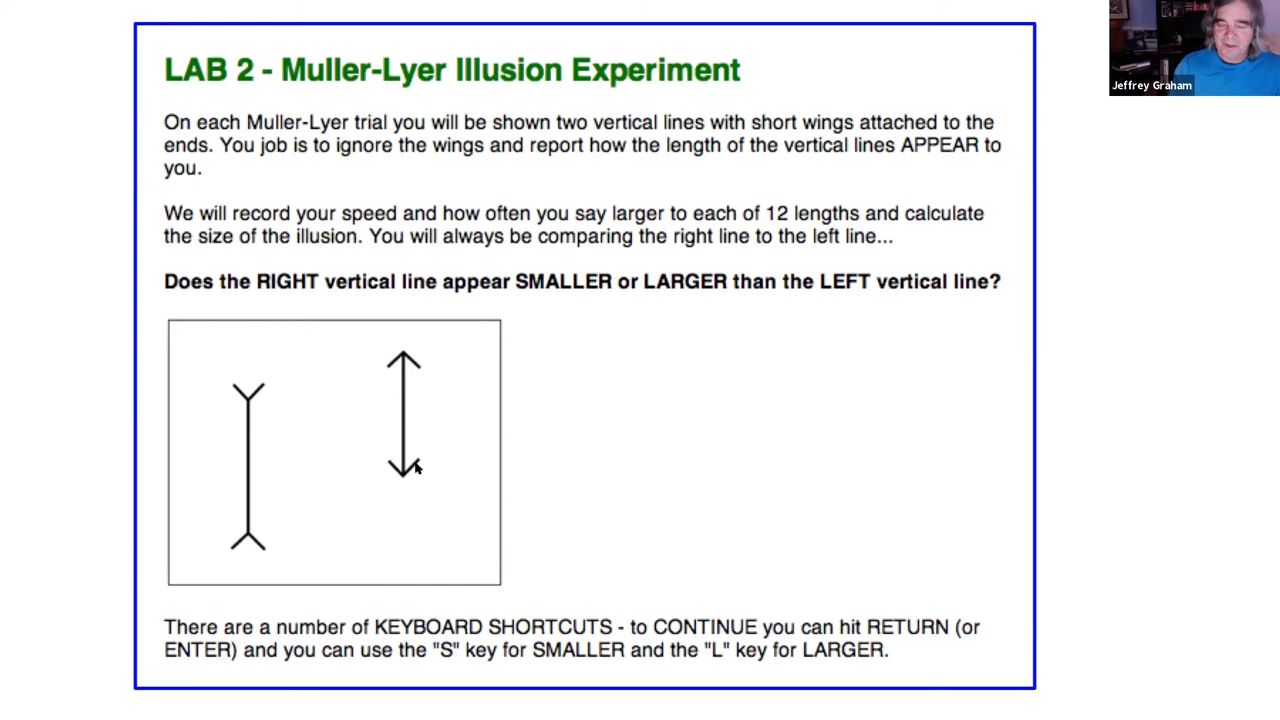 LAB 2 - Muller-Lyer Illusion Experiment
On each Muller-Lyer trial you will be shown two vertical lines with short wings attached to the
ends. You job is to ignore the wings and report how the length of the vertical lines APPEAR to
you.
We will record your speed and how often you say larger to each of 12 lengths and calculate
the size of the illusion. You will always be comparing the right line to the left line...
Does the RIGHT vertical line appear SMALLER or LARGER than the LEFT vertical line?
There are a number of KEYBOARD SHORTCUTS - to CONTINUE you can hit RETURN (or
ENTER) and you can use the "S" key for SMALLER and the "L" key for LARGER.
Jeffrey Graham